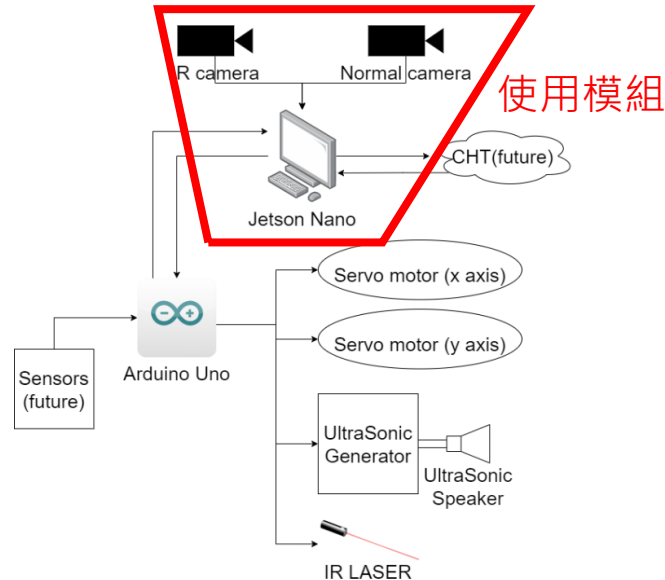 R camera
Normal camera
使用模組
CHT(future)
Jetson Nano
Servo motor (x axis)
Servo motor (y axis)
Arduino Uno
Sensors
(future)
UltraSonic
Generator
UltraSonic
Speaker
IR LASER